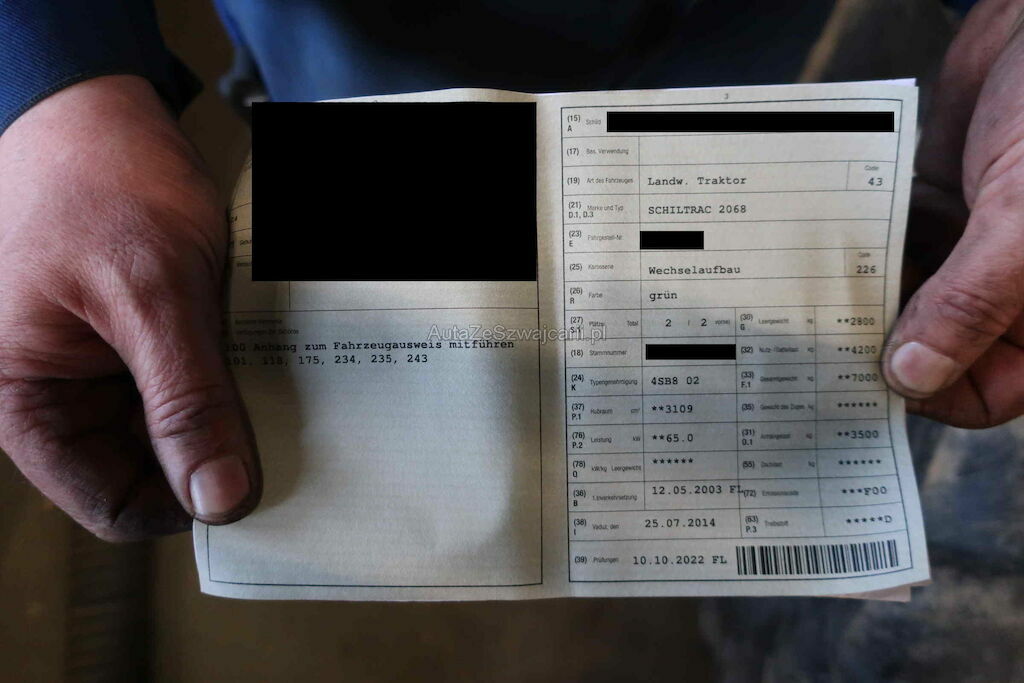 100 Anhang zum Fahrzeugausweis mitführen
101, 118, 175, 234, 235, 243
AutaZeSzwajcarii.pl
3
(15) A Schild
(17) Bes. Verwendung
(19) Art des Fahrzeuges Landw. Traktor Code 43
(21) D.1, D.3 Marke und Typ SCHILTRAC 2068
(23) E Fahrgestell-Nr.
(25) Karosserie Wechselaufbau Code 226
(26) R Farbe grün
(27) S.1 Plätze Total 2 / 2 vorne (30) G Leergewicht kg **2800
(18) Stammnummer (32) Nutz-/Sattellast kg **4200
(24) K Typengenehmigung 4SB8 02 (33) F.1 Gesamtgewicht kg **7000
(37) P.1 Hubraum cm³ **3109 (35) Gewicht des Zuges kg ******
(76) P.2 Leistung kW **65.0 (31) O.1 Anhängelast kg **3500
(78) Q kW/kg Leergewicht ****** (55) Dachlast kg ******
(36) B 1.Inverkehrsetzung 12.05.2003 FL (72) Emissionscode ***F00
(38) I Vaduz, den 25.07.2014 (63) P.3 Treibstoff *****D
(39) Prüfungen 10.10.2022 FL